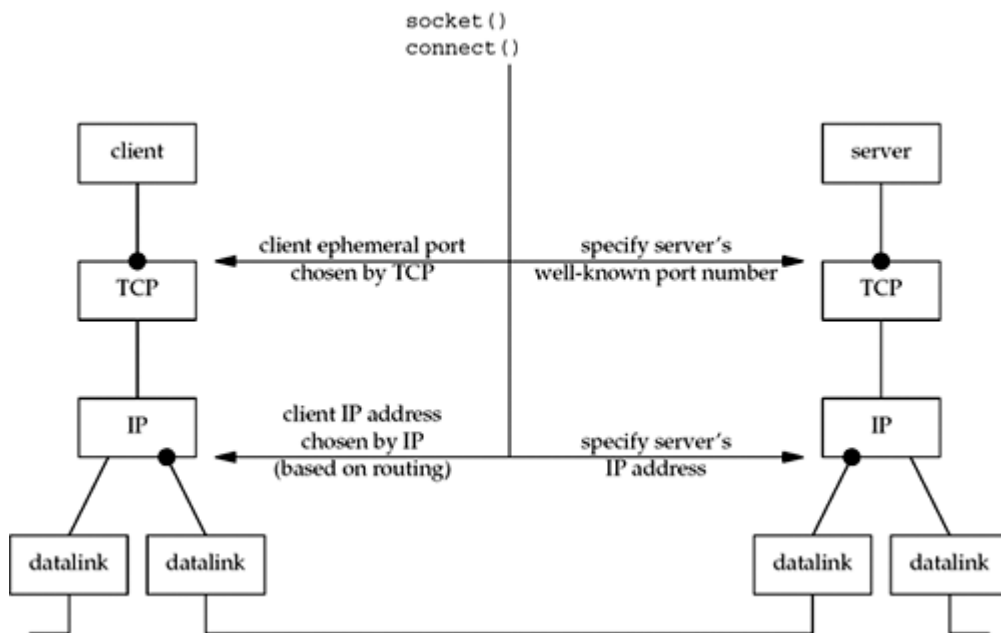 socket()
connect()
client
server
client ephemeral port
chosen by TCP
specify server's
well-known port number
TCP
TCP
client IP address
chosen by IP
(based on routing)
specify server's
IP address
IP
IP
datalink
datalink
datalink
datalink